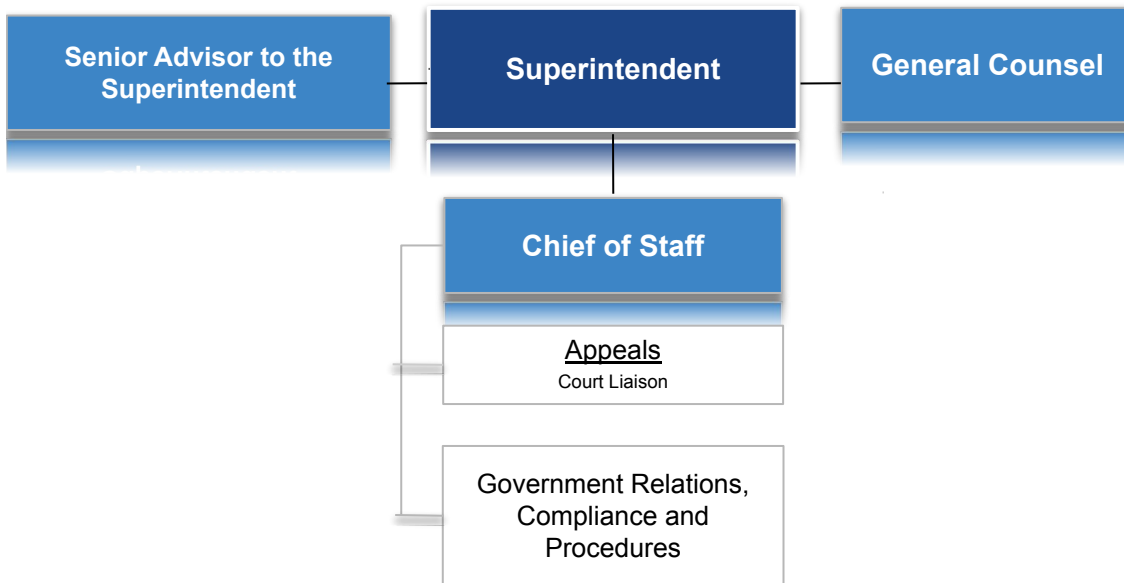 Senior Advisor to the
Superintendent
Superintendent
General Counsel
Chief of Staff
Appeals
Court Liaison
Government Relations,
Compliance and
Procedures